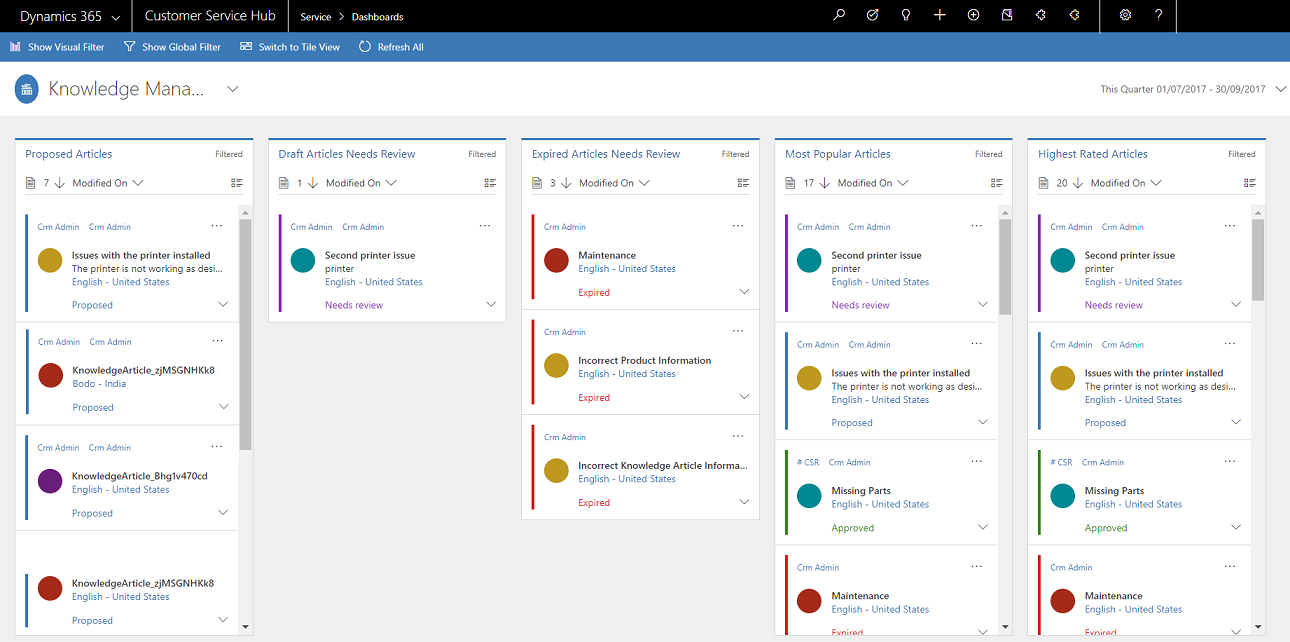 Dynamics 365 Customer Service Hub Service > Dashboards ?
Show Visual Filter Show Global Filter Switch to Tile View Refresh All
Knowledge Mana... This Quarter 01/07/2017 - 30/09/2017
Proposed Articles Filtered
7 Modified On
Crm Admin Crm Admin ...
Issues with the printer installed
The printer is not working as desi...
English - United States
Proposed
Crm Admin Crm Admin ...
KnowledgeArticle_zjMSGNHKk8
Bodo - India
Proposed
Crm Admin Crm Admin ...
KnowledgeArticle_Bhg1v470cd
English - United States
Proposed
KnowledgeArticle_zjMSGNHKk8
English - United States
Proposed
Draft Articles Needs Review Filtered
1 Modified On
Crm Admin Crm Admin ...
Second printer issue
printer
English - United States
Needs review
Expired Articles Needs Review Filtered
3 Modified On
Crm Admin ...
Maintenance
English - United States
Expired
Crm Admin ...
Incorrect Product Information
English - United States
Expired
Crm Admin ...
Incorrect Knowledge Article Informa...
English - United States
Expired
Most Popular Articles Filtered
17 Modified On
Crm Admin Crm Admin ...
Second printer issue
printer
English - United States
Needs review
Crm Admin Crm Admin ...
Issues with the printer installed
The printer is not working as desi...
English - United States
Proposed
# CSR Crm Admin ...
Missing Parts
English - United States
Approved
Crm Admin ...
Maintenance
English - United States
Expired
Highest Rated Articles Filtered
20 Modified On
Crm Admin Crm Admin ...
Second printer issue
printer
English - United States
Needs review
Crm Admin Crm Admin ...
Issues with the printer installed
The printer is not working as desi...
English - United States
Proposed
# CSR Crm Admin ...
Missing Parts
English - United States
Approved
Crm Admin ...
Maintenance
English - United States
Expired